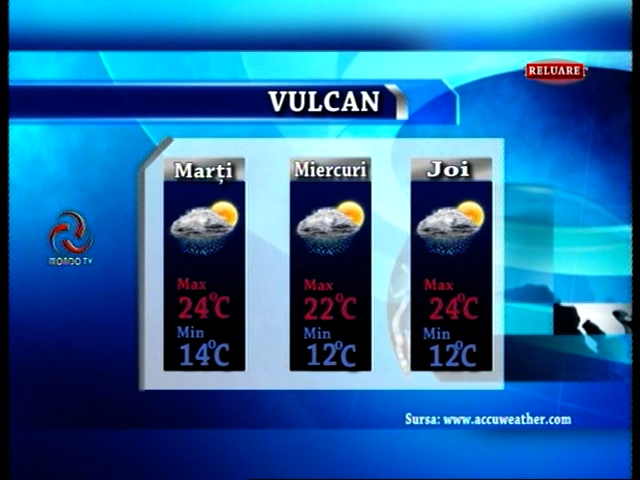 RELUARE
VULCAN
Marți
Miercuri
Joi
Max
24°C
Min
14°C
Max
22°C
Min
12°C
Max
24°C
Min
12°C
MONDO TV
Sursa: www.accuweather.com